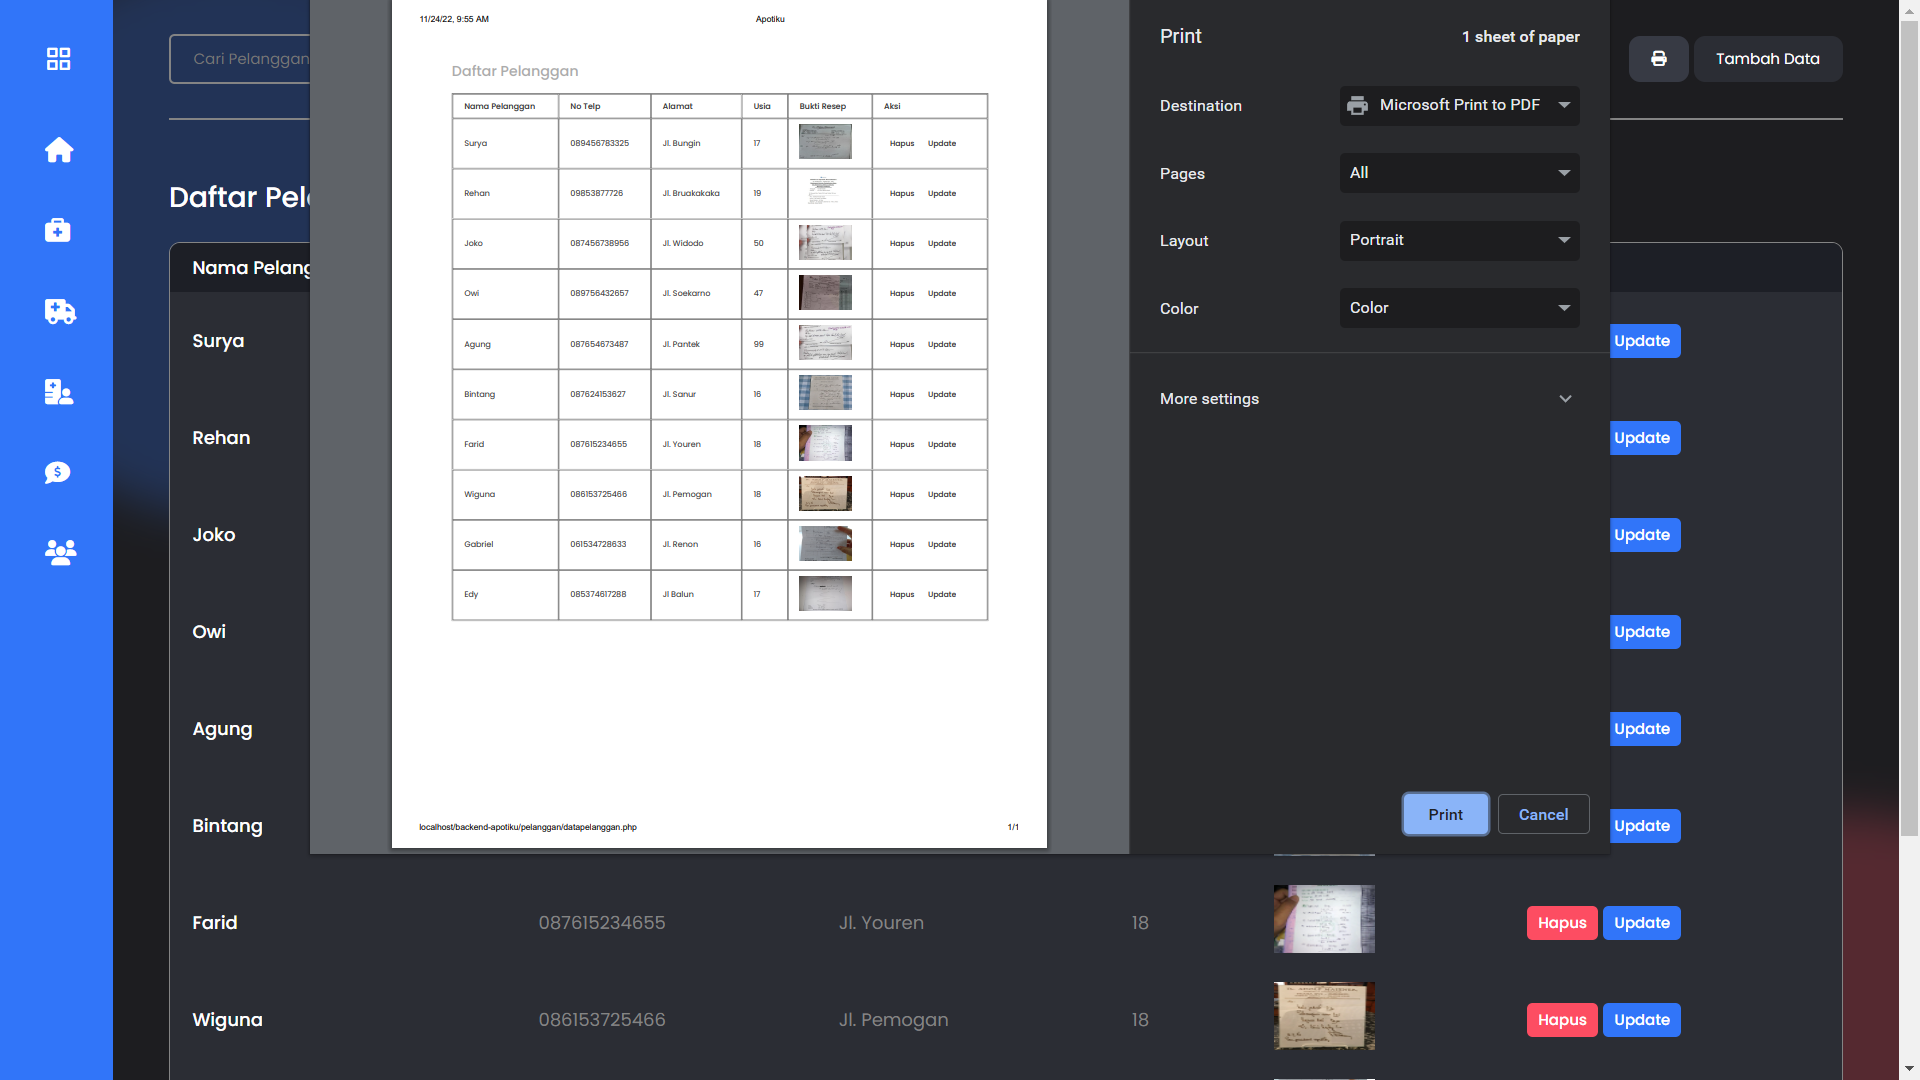 11/24/22, 9:55 AM Apotiku
Daftar Pelanggan
Nama Pelanggan No Telp Alamat Usia Bukti Resep Aksi
Surya 089456783325 Jl. Bungin 17 Hapus Update
Rehan 09853877726 Jl. Bruakakaka 19 Hapus Update
Joko 087456738956 Jl. Widodo 50 Hapus Update
Owi 089756432657 Jl. Soekarno 47 Hapus Update
Agung 087654673487 Jl. Pantek 99 Hapus Update
Bintang 087624153627 Jl. Sanur 16 Hapus Update
Farid 087615234655 Jl. Youren 18 Hapus Update
Wiguna 086153725466 Jl. Pemogan 18 Hapus Update
Gabriel 061534728633 Jl. Renon 16 Hapus Update
Edy 085374617288 Jl Balun 17 Hapus Update
localhost/backend-apotiku/pelanggan/datapelanggan.php 1/1
Print 1 sheet of paper
Destination Microsoft Print to PDF
Pages All
Layout Portrait
Color Color
More settings
Print Cancel
Cari Pelanggan
Tambah Data
Daftar Pel
Nama Pelang
Surya Update
Rehan Update
Joko Update
Owi Update
Agung Update
Bintang Update
Farid 087615234655 Jl. Youren 18 Hapus Update
Wiguna 086153725466 Jl. Pemogan 18 Hapus Update